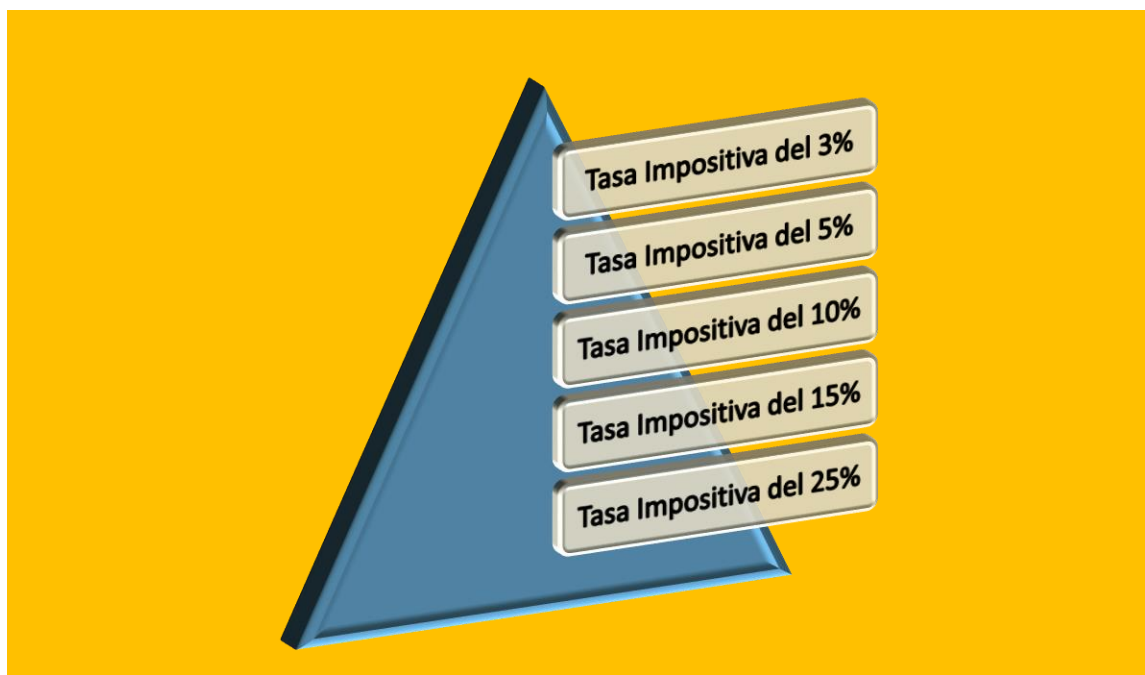 Tasa Impositiva del 3%
Tasa Impositiva del 5%
Tasa Impositiva del 10%
Tasa Impositiva del 15%
Tasa Impositiva del 25%